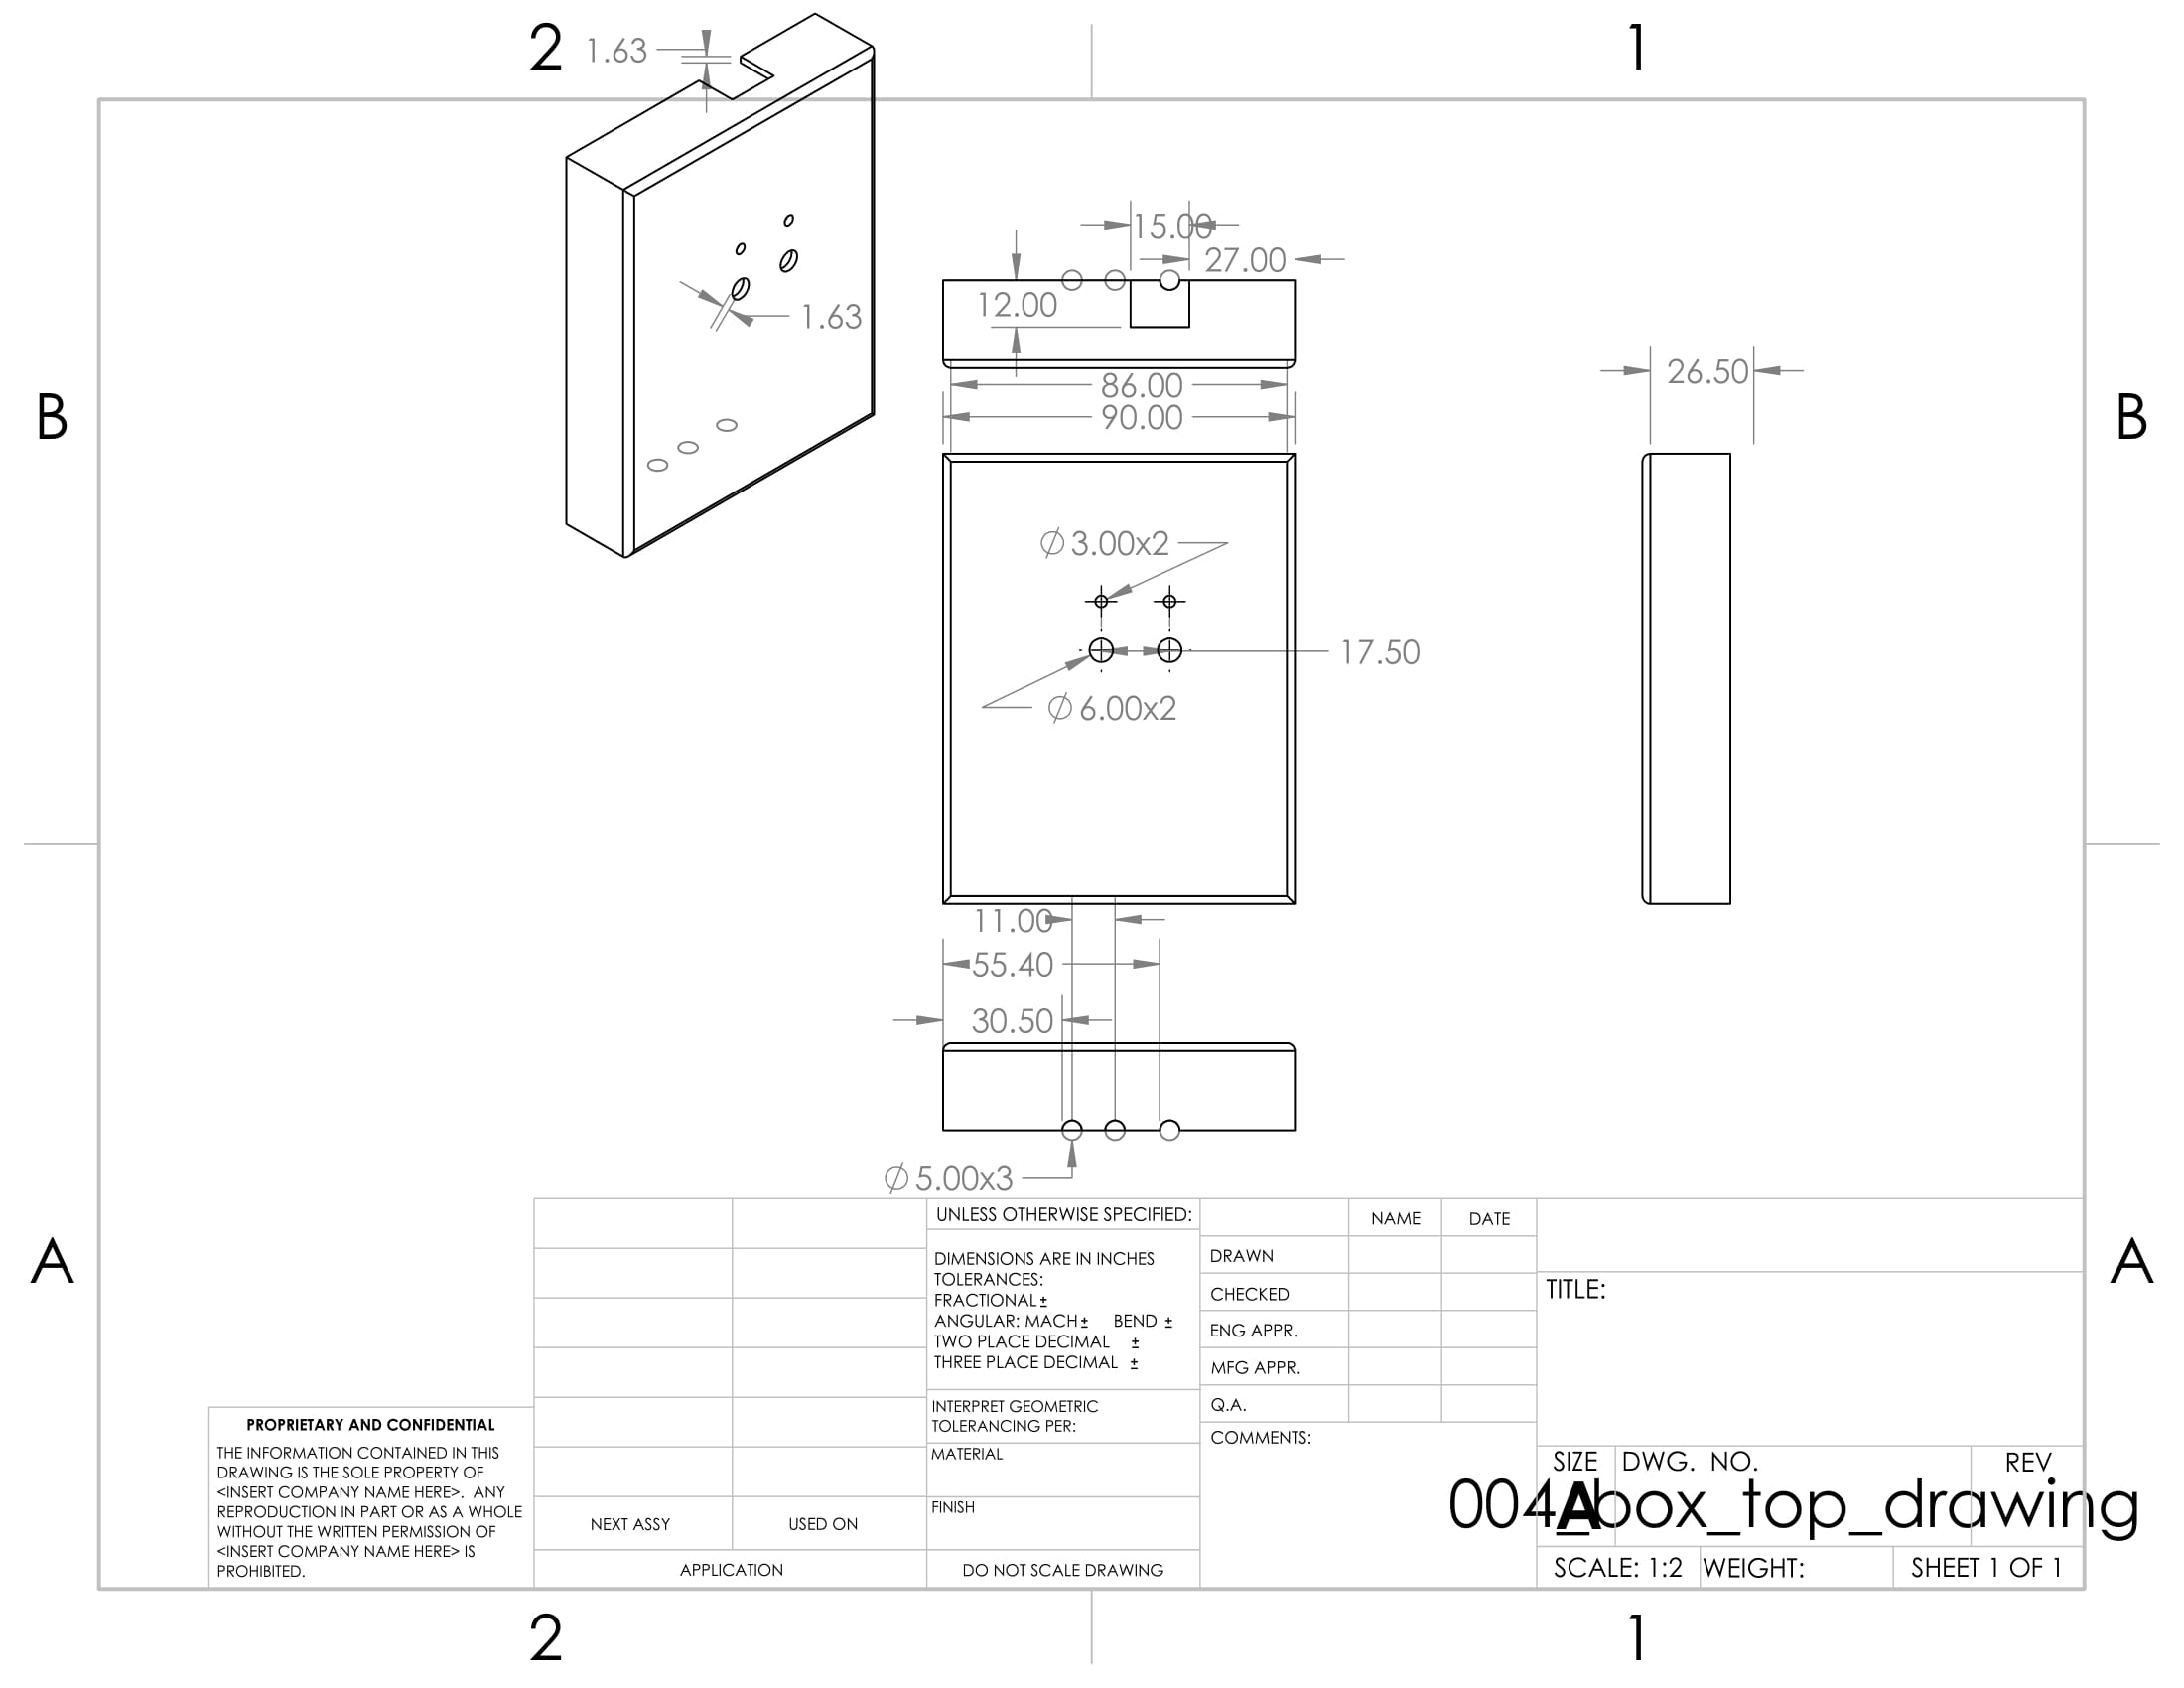 2
1
1.63
15.00
27.00
12.00
1.63
86.00
90.00
26.50
B
B
⌀3.00x2
17.50
⌀6.00x2
11.00
55.40
30.50
⌀5.00x3
A
A
UNLESS OTHERWISE SPECIFIED:
DIMENSIONS ARE IN INCHES
TOLERANCES:
FRACTIONAL±
ANGULAR: MACH± BEND ±
TWO PLACE DECIMAL ±
THREE PLACE DECIMAL ±
INTERPRET GEOMETRIC
TOLERANCING PER:
MATERIAL
FINISH
DO NOT SCALE DRAWING
NAME DATE
DRAWN
CHECKED
ENG APPR.
MFG APPR.
Q.A.
COMMENTS:
TITLE:
SIZE DWG. NO. REV
A
004_box_top_drawing
SCALE: 1:2 WEIGHT: SHEET 1 OF 1
PROPRIETARY AND CONFIDENTIAL
THE INFORMATION CONTAINED IN THIS
DRAWING IS THE SOLE PROPERTY OF
<INSERT COMPANY NAME HERE>. ANY
REPRODUCTION IN PART OR AS A WHOLE
WITHOUT THE WRITTEN PERMISSION OF
<INSERT COMPANY NAME HERE> IS
PROHIBITED.
NEXT ASSY USED ON
APPLICATION
2
1